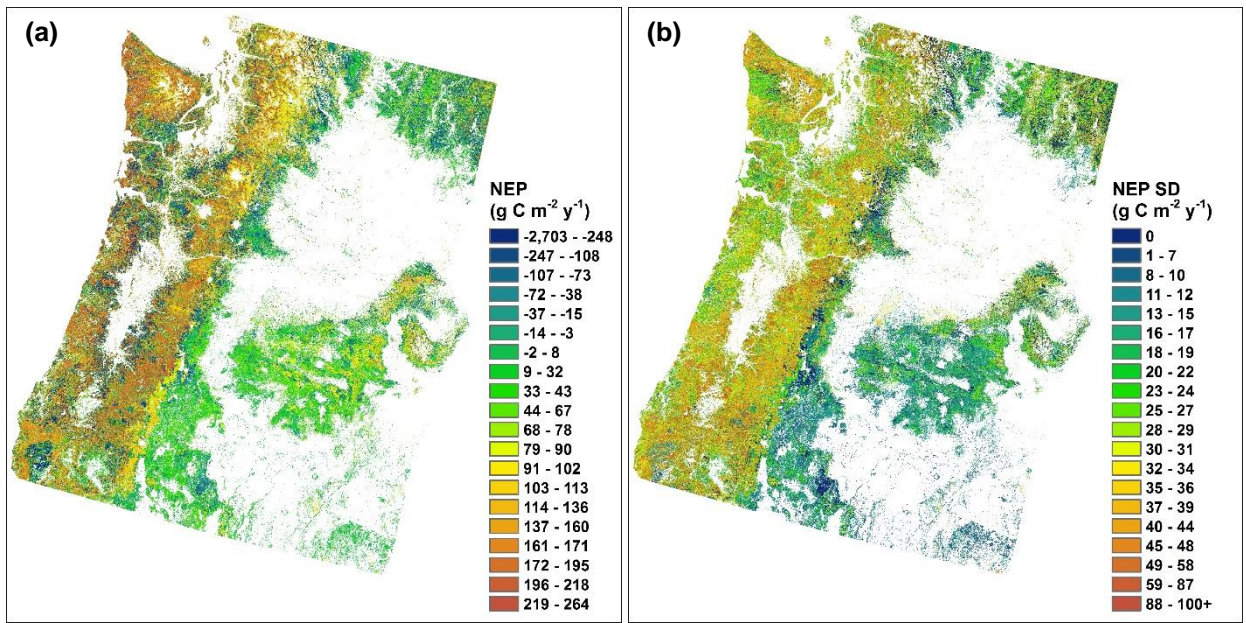 (a)
NEP
(g C m-2 y-1)
-2,703 - -248
-247 - -108
-107 - -73
-72 - -38
-37 - -15
-14 - -3
-2 - 8
9 - 32
33 - 43
44 - 67
68 - 78
79 - 90
91 - 102
103 - 113
114 - 136
137 - 160
161 - 171
172 - 195
196 - 218
219 - 264
(b)
NEP SD
(g C m-2 y-1)
0
1 - 7
8 - 10
11 - 12
13 - 15
16 - 17
18 - 19
20 - 22
23 - 24
25 - 27
28 - 29
30 - 31
32 - 34
35 - 36
37 - 39
40 - 44
45 - 48
49 - 58
59 - 87
88 - 100+